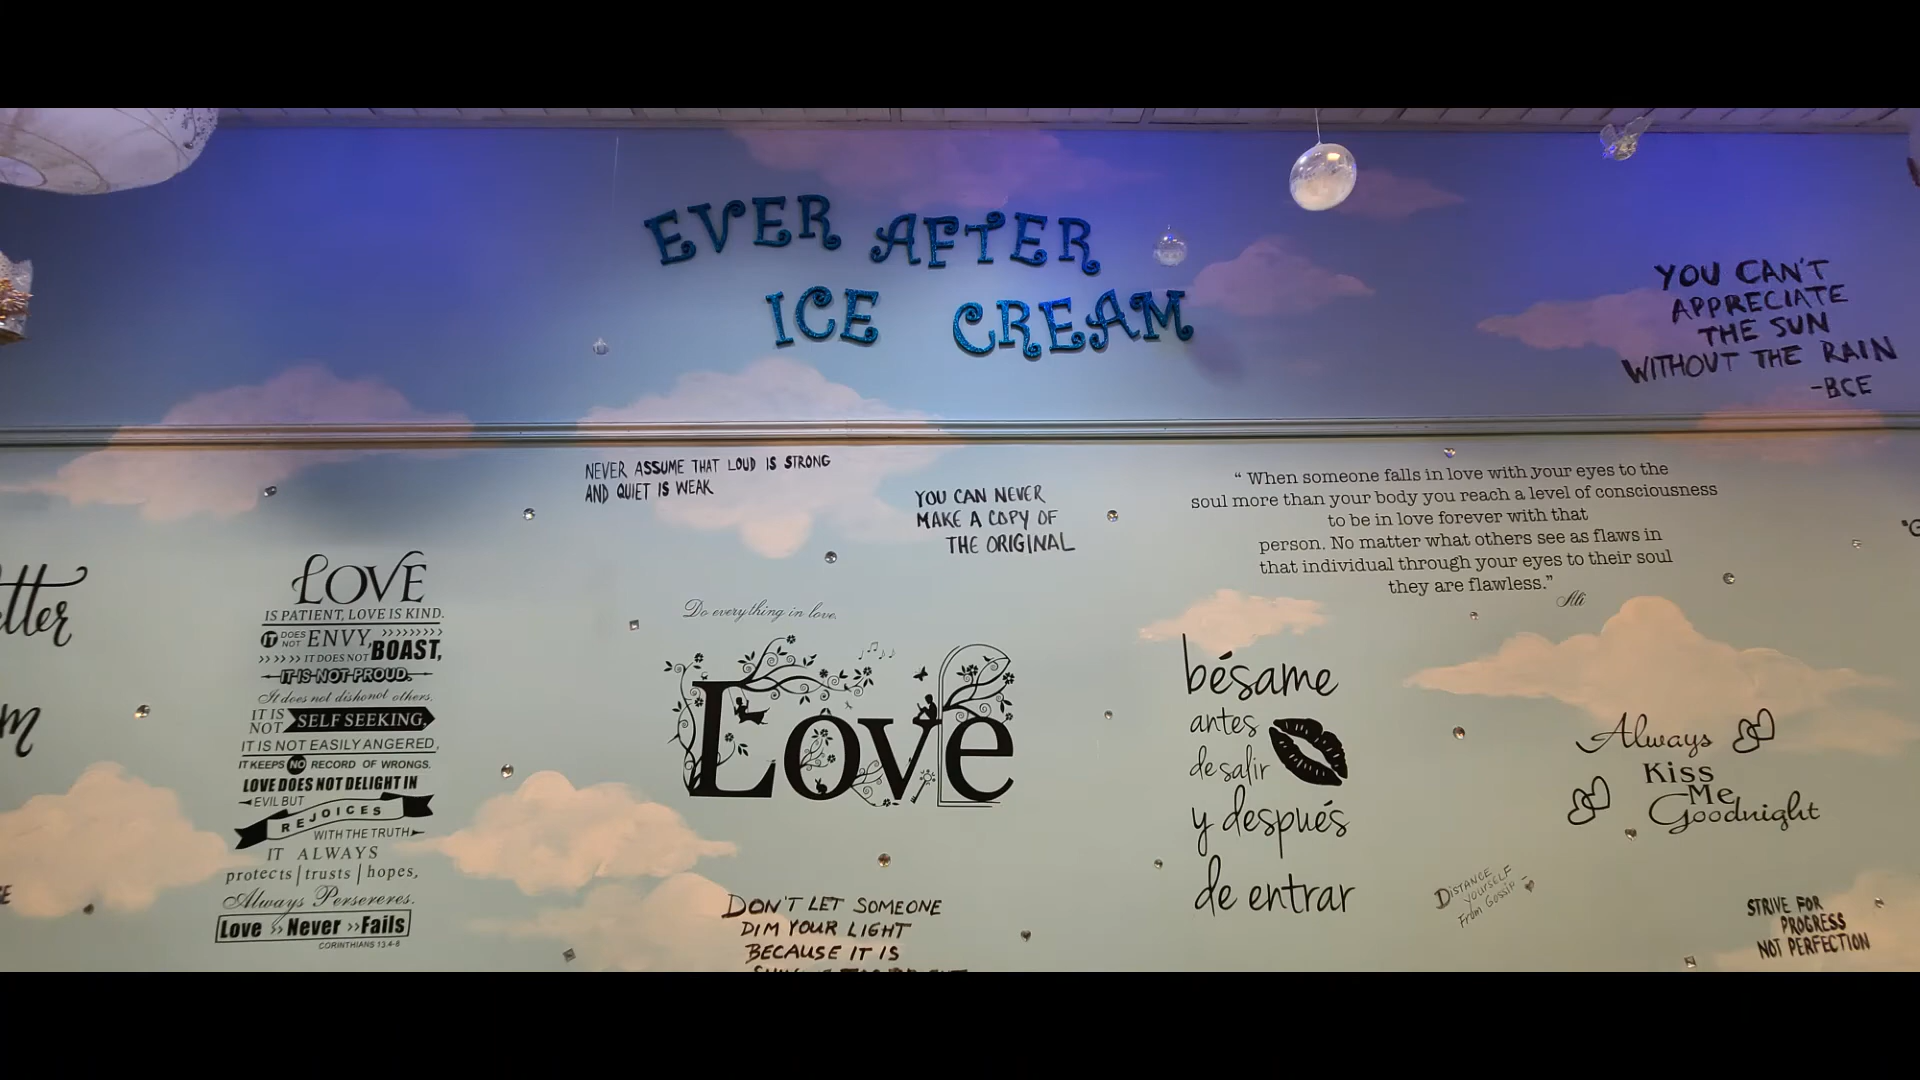 EVER AFTER
ICE CREAM
YOU CAN'T
APPRECIATE
THE SUN
WITHOUT THE RAIN
-BCE
NEVER ASSUME THAT LOUD IS STRONG
AND QUIET IS WEAK
YOU CAN NEVER
MAKE A COPY OF
THE ORIGINAL
“ When someone falls in love with your eyes to the
soul more than your body you reach a level of consciousness
to be in love forever with that
person. No matter what others see as flaws in
that individual through your eyes to their soul
they are flawless.”
Ali
LOVE
IS PATIENT, LOVE IS KIND.
IT DOES NOT ENVY,
IT DOES NOT BOAST,
IT IS NOT PROUD.
It does not dishonot others.
IT IS NOT SELF SEEKING,
IT IS NOT EASILY ANGERED,
IT KEEPS NO RECORD OF WRONGS.
LOVE DOES NOT DELIGHT IN
EVIL BUT
REJOICES
WITH THE TRUTH
IT ALWAYS
protects | trusts | hopes,
Always Persereres.
Love » Never » Fails
CORINTHIANS 13.4-8
Do everything in love.
Love
bésame
antes
de salir
y después
de entrar
Always
Kiss
Me
Goodnight
DISTANCE
YOURSELF
From Gossip -
STRIVE FOR
PROGRESS
NOT PERFECTION
DON'T LET SOMEONE
DIM YOUR LIGHT
BECAUSE IT IS